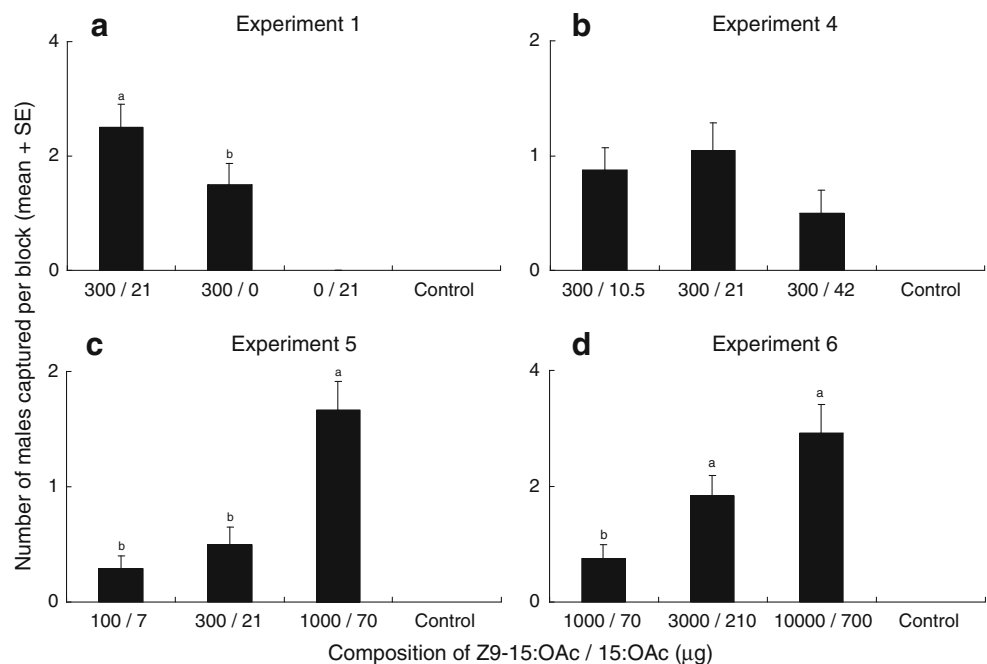 a Experiment 1
4
2
0
a
b
300 / 21 300 / 0 0 / 21 Control
b Experiment 4
2
1
0
300 / 10.5 300 / 21 300 / 42 Control
Number of males captured per block (mean + SE)
c Experiment 5
2
1
0
b
b
a
100 / 7 300 / 21 1000 / 70 Control
d Experiment 6
4
2
0
b
a
a
1000 / 70 3000 / 210 10000 / 700 Control
Composition of Z9-15:OAc / 15:OAc (µg)